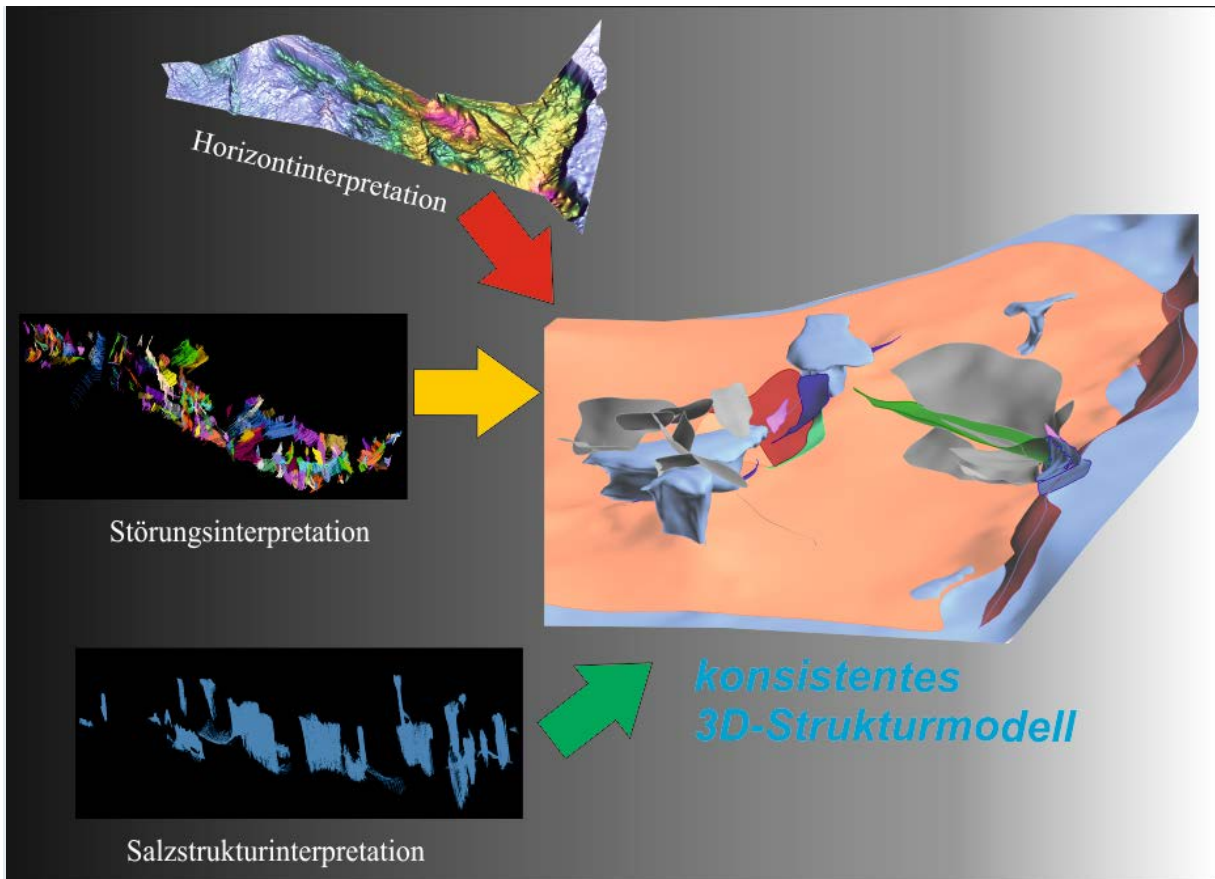 Horizontinterpretation
Störungsinterpretation
Salzstrukturinterpretation
konsistentes
3D-Strukturmodell